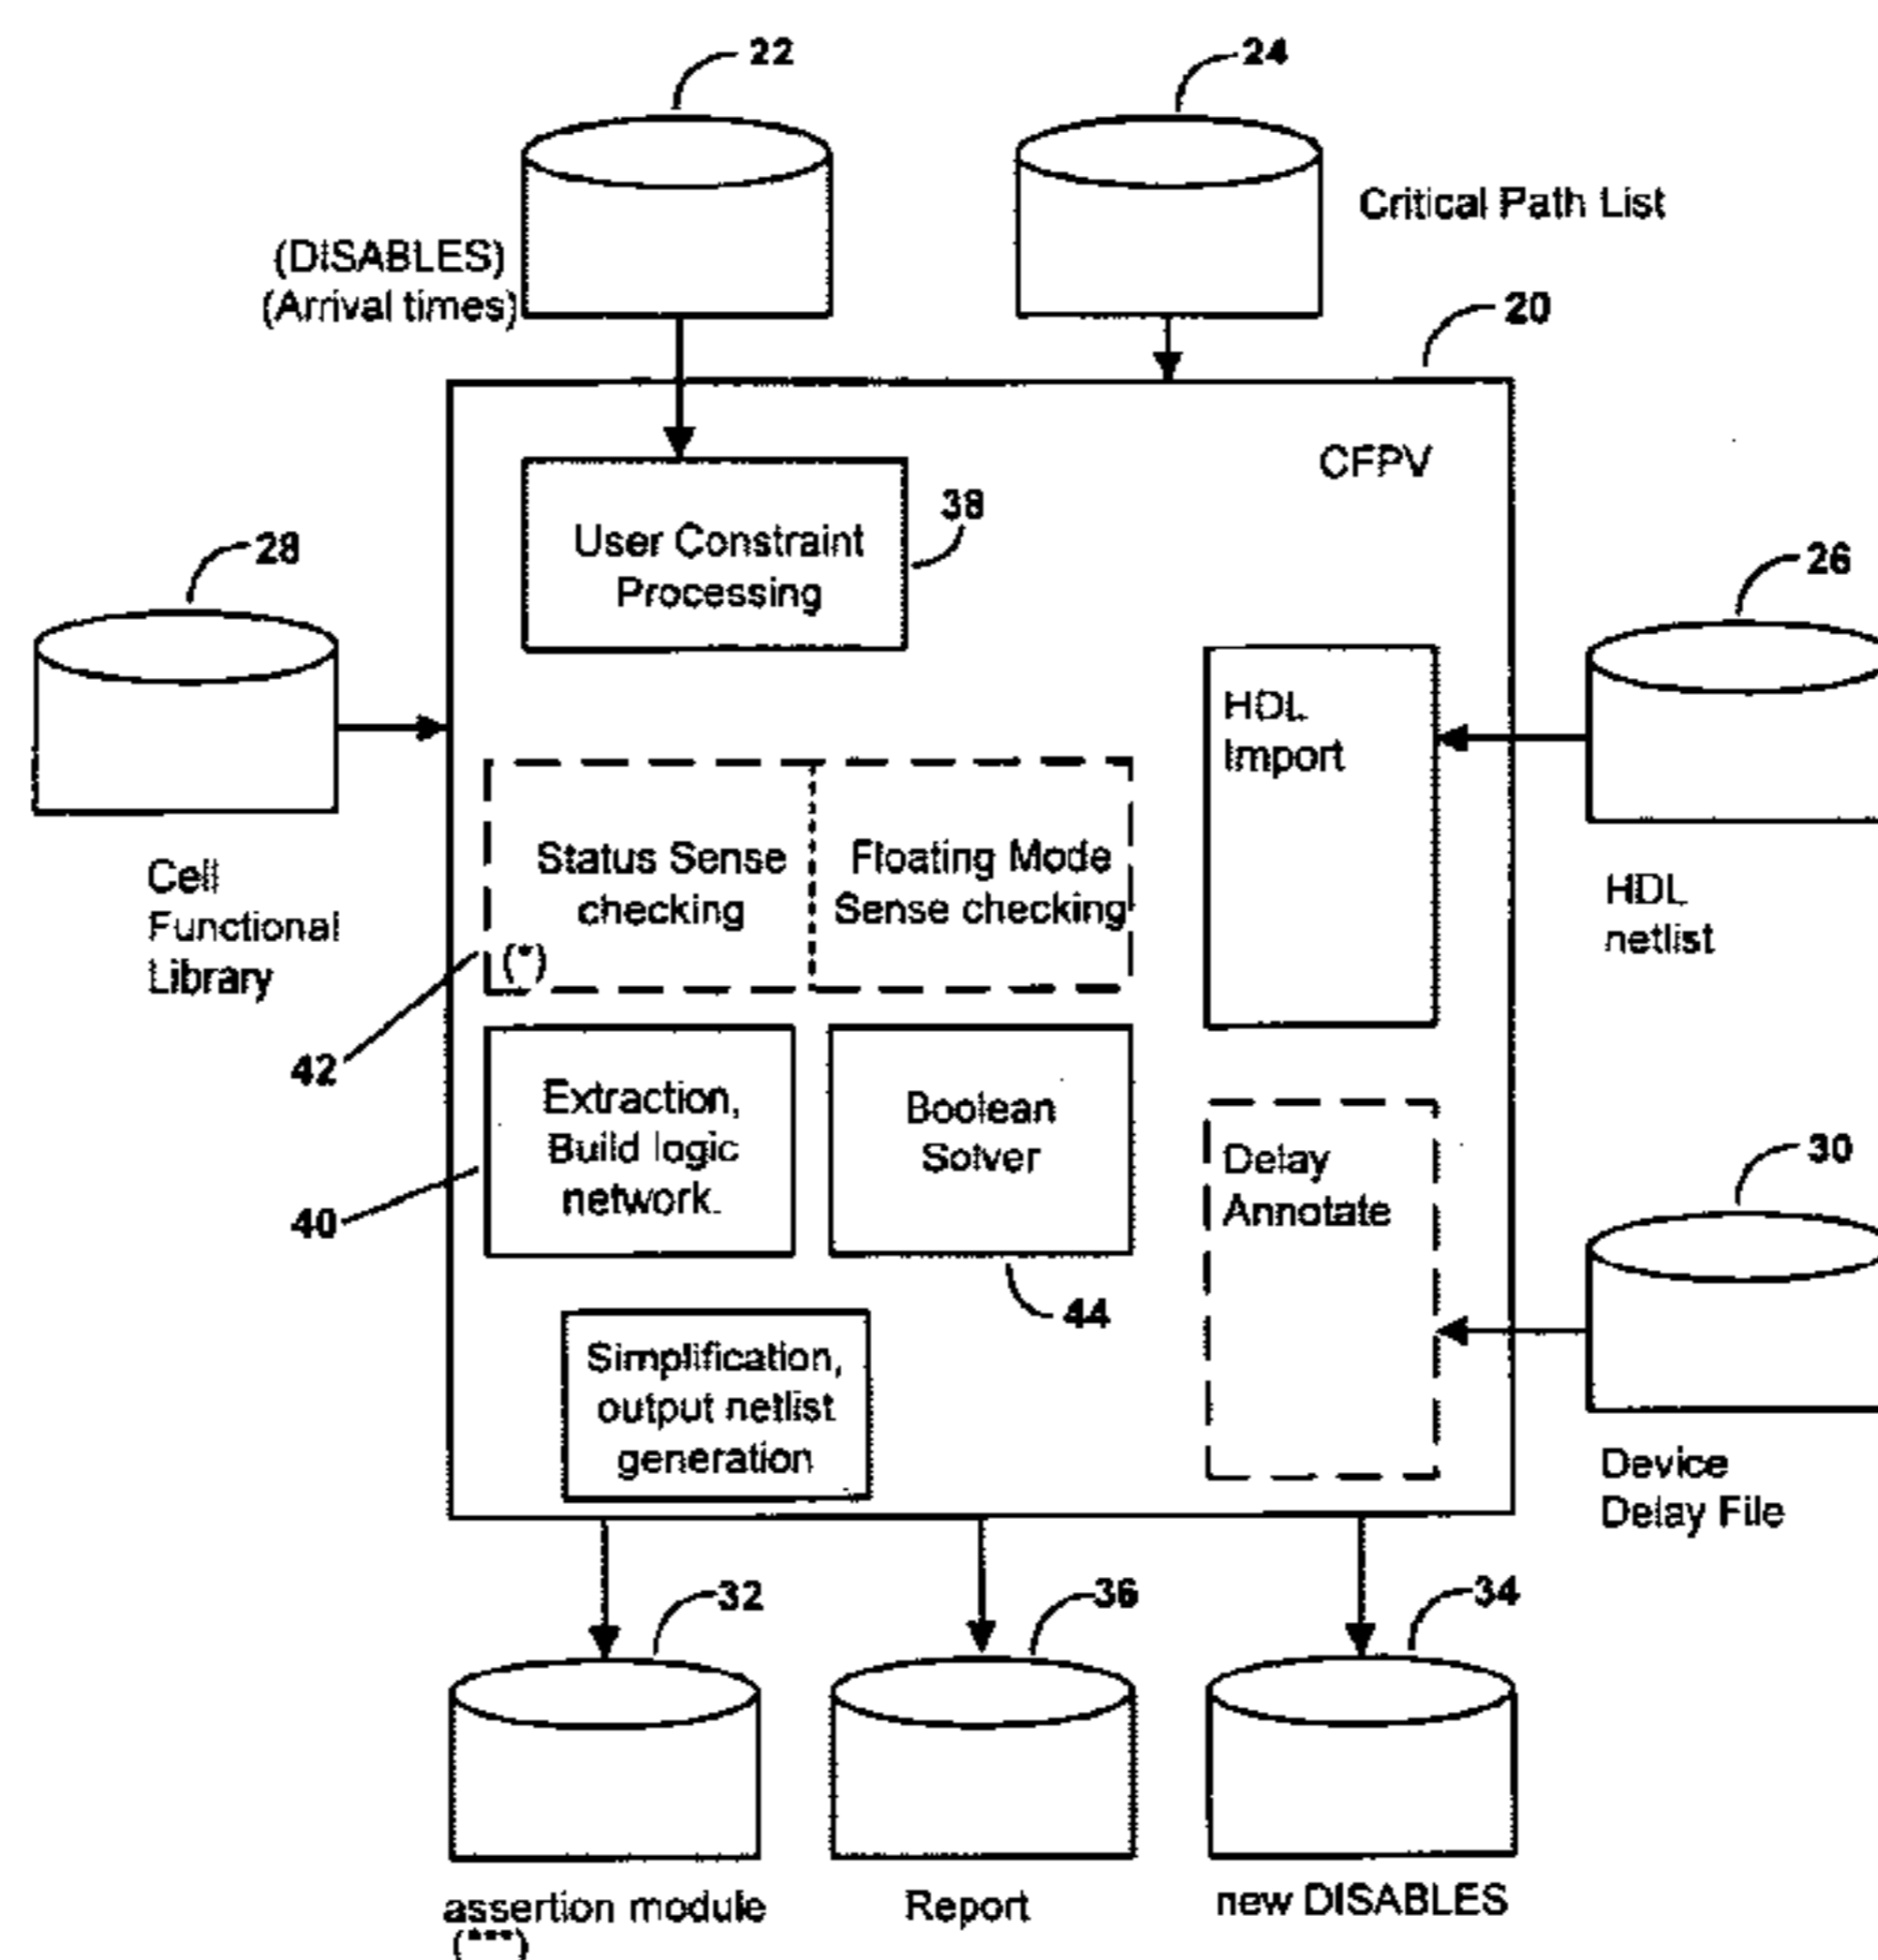 22
24
(DISABLES)
(Arrival times)
Critical Path List
20
CFPV
User Constraint
Processing
38
28
26
Cell
Functional
Library
HDL
Import
HDL
netlist
Status Sense
checking
(*)
Floating Mode
Sense checking
42
Extraction,
Build logic
network.
40
Boolean
Solver
44
Delay
Annotate
30
Device
Delay File
Simplification,
output netlist
generation
32
36
34
assertion module
(***)
Report
new DISABLES